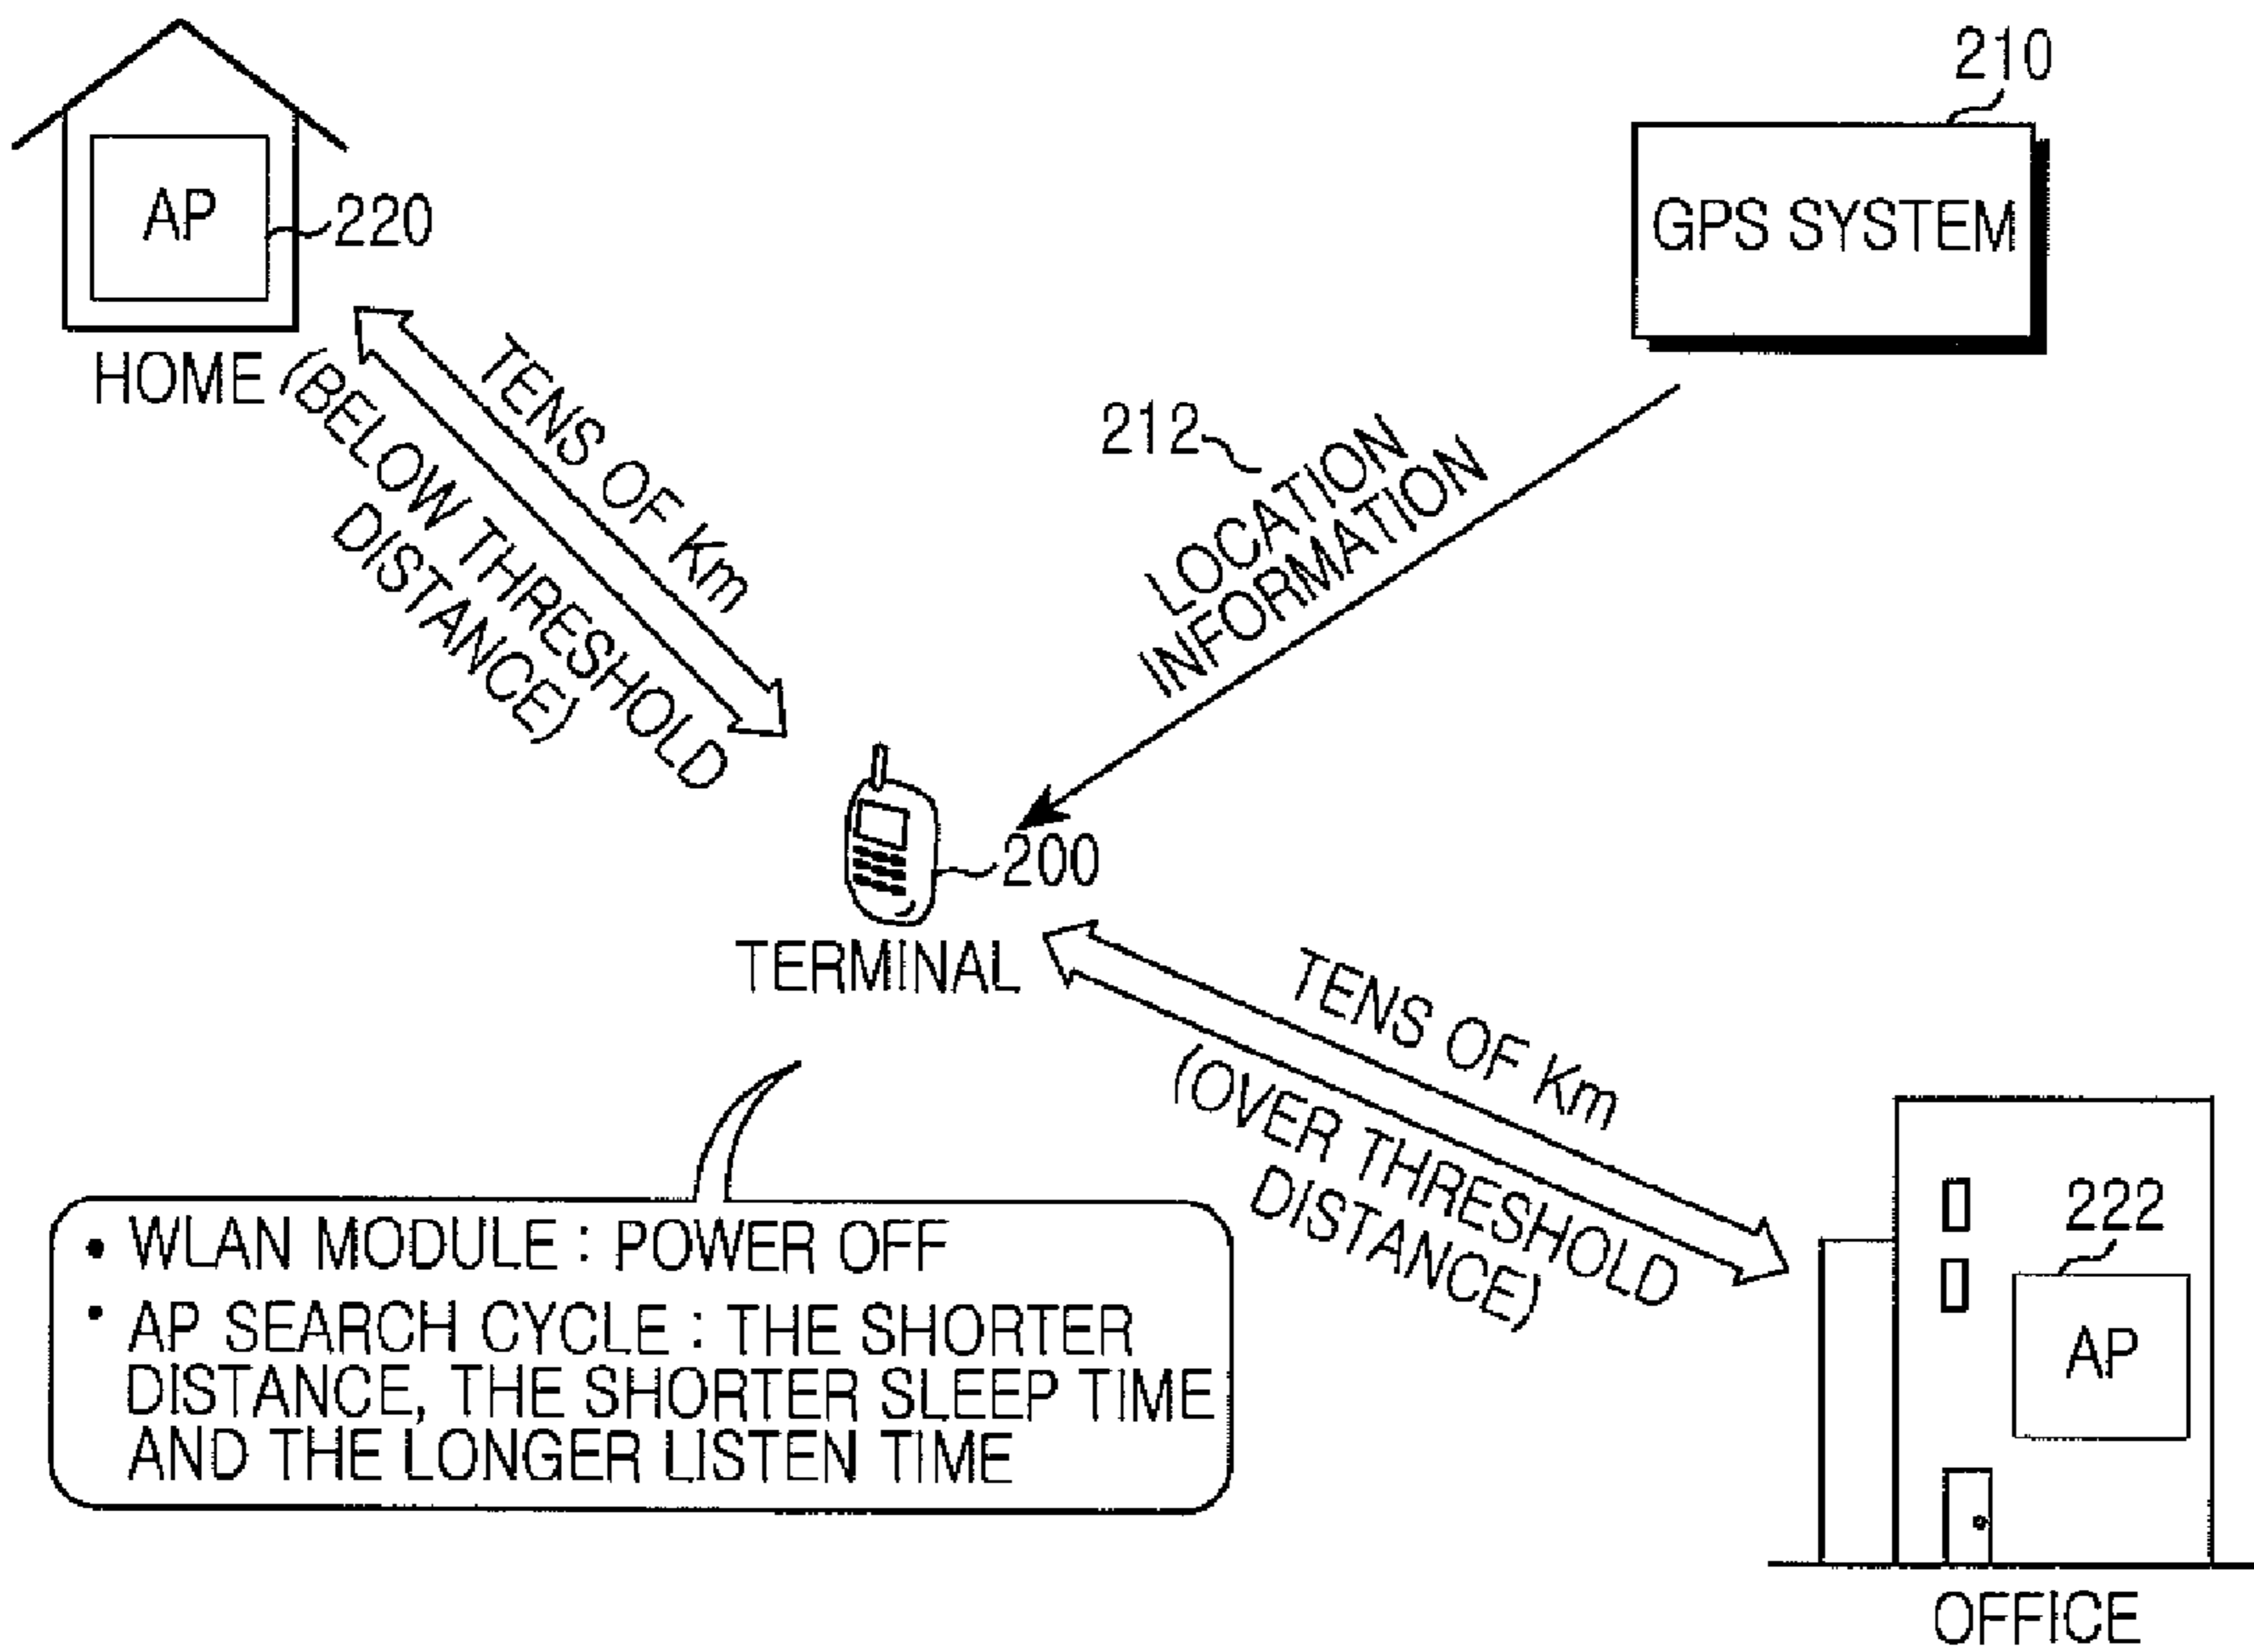 210
AP
220
GPS SYSTEM
HOME
TENS OF Km
(BELOW THRESHOLD
DISTANCE)
212
LOCATION
INFORMATION
200
TERMINAL
TENS OF Km
(OVER THRESHOLD
DISTANCE)
• WLAN MODULE : POWER OFF
• AP SEARCH CYCLE : THE SHORTER
DISTANCE, THE SHORTER SLEEP TIME
AND THE LONGER LISTEN TIME
222
AP
OFFICE